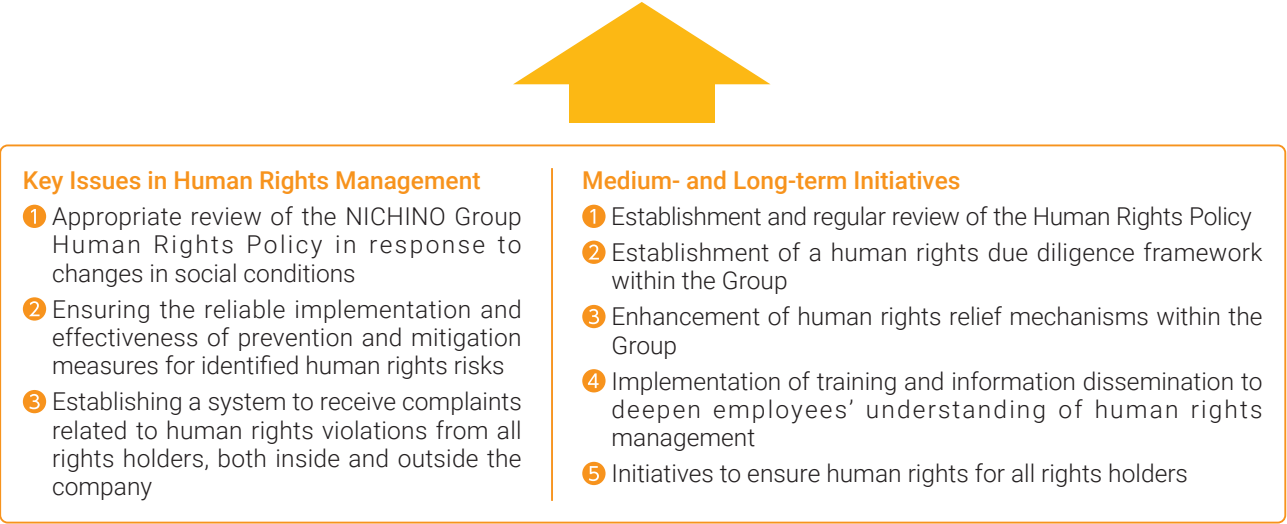 Key Issues in Human Rights Management
1 Appropriate review of the NICHINO Group
Human Rights Policy in response to
changes in social conditions
2 Ensuring the reliable implementation and
effectiveness of prevention and mitigation
measures for identified human rights risks
3 Establishing a system to receive complaints
related to human rights violations from all
rights holders, both inside and outside the
company
Medium- and Long-term Initiatives
1 Establishment and regular review of the Human Rights Policy
2 Establishment of a human rights due diligence framework
within the Group
3 Enhancement of human rights relief mechanisms within the
Group
4 Implementation of training and information dissemination to
deepen employees’ understanding of human rights
management
5 Initiatives to ensure human rights for all rights holders